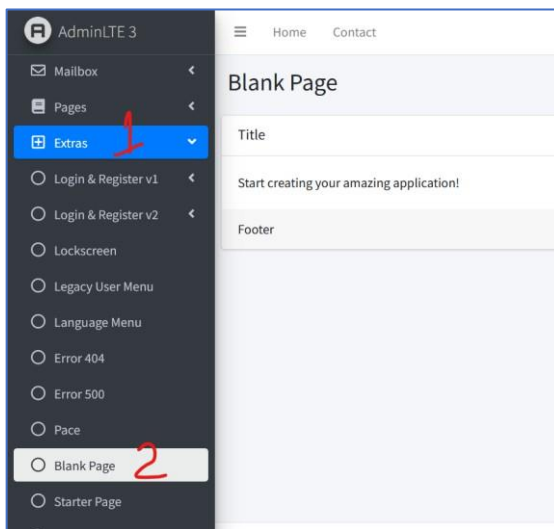 AdminLTE 3
Home Contact
Mailbox
Blank Page
Pages
1
Extras
Title
Login & Register v1
Start creating your amazing application!
Login & Register v2
Footer
Lockscreen
Legacy User Menu
Language Menu
Error 404
Error 500
Pace
Blank Page 2
Starter Page